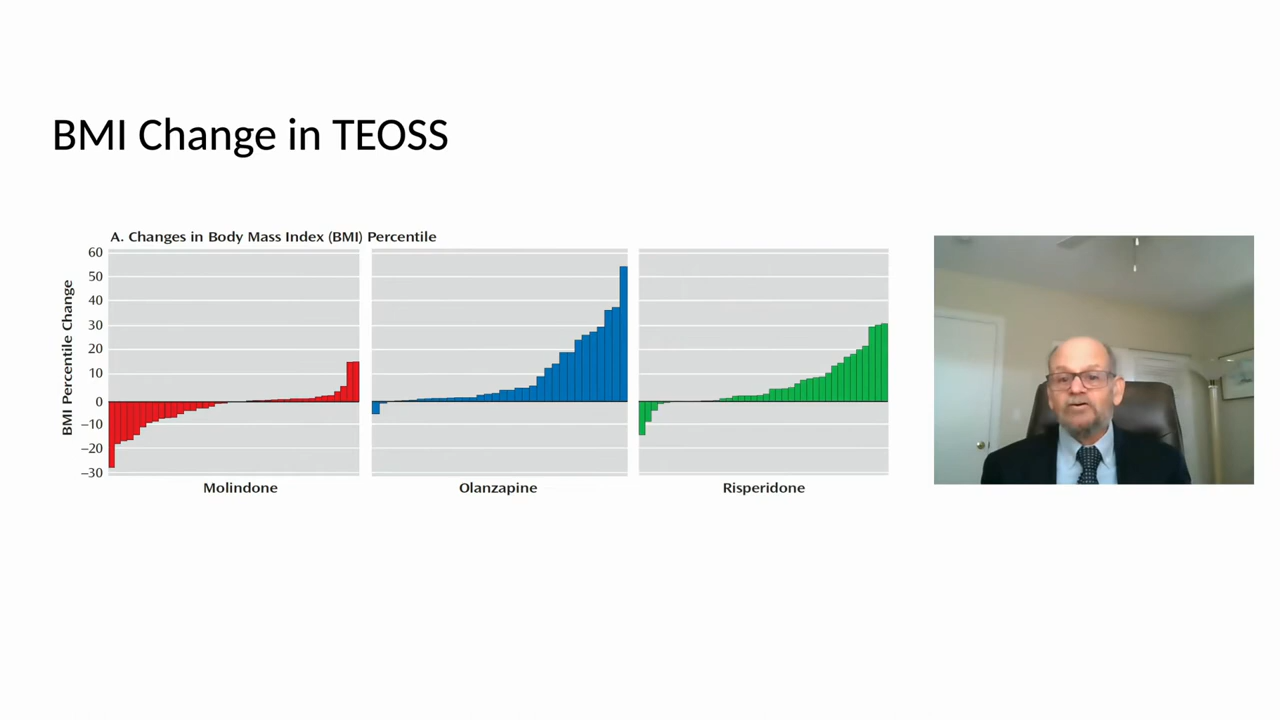 BMI Change in TEOSS
A. Changes in Body Mass Index (BMI) Percentile
BMI Percentile Change
60
50
40
30
20
10
0
−10
−20
−30
Molindone
Olanzapine
Risperidone